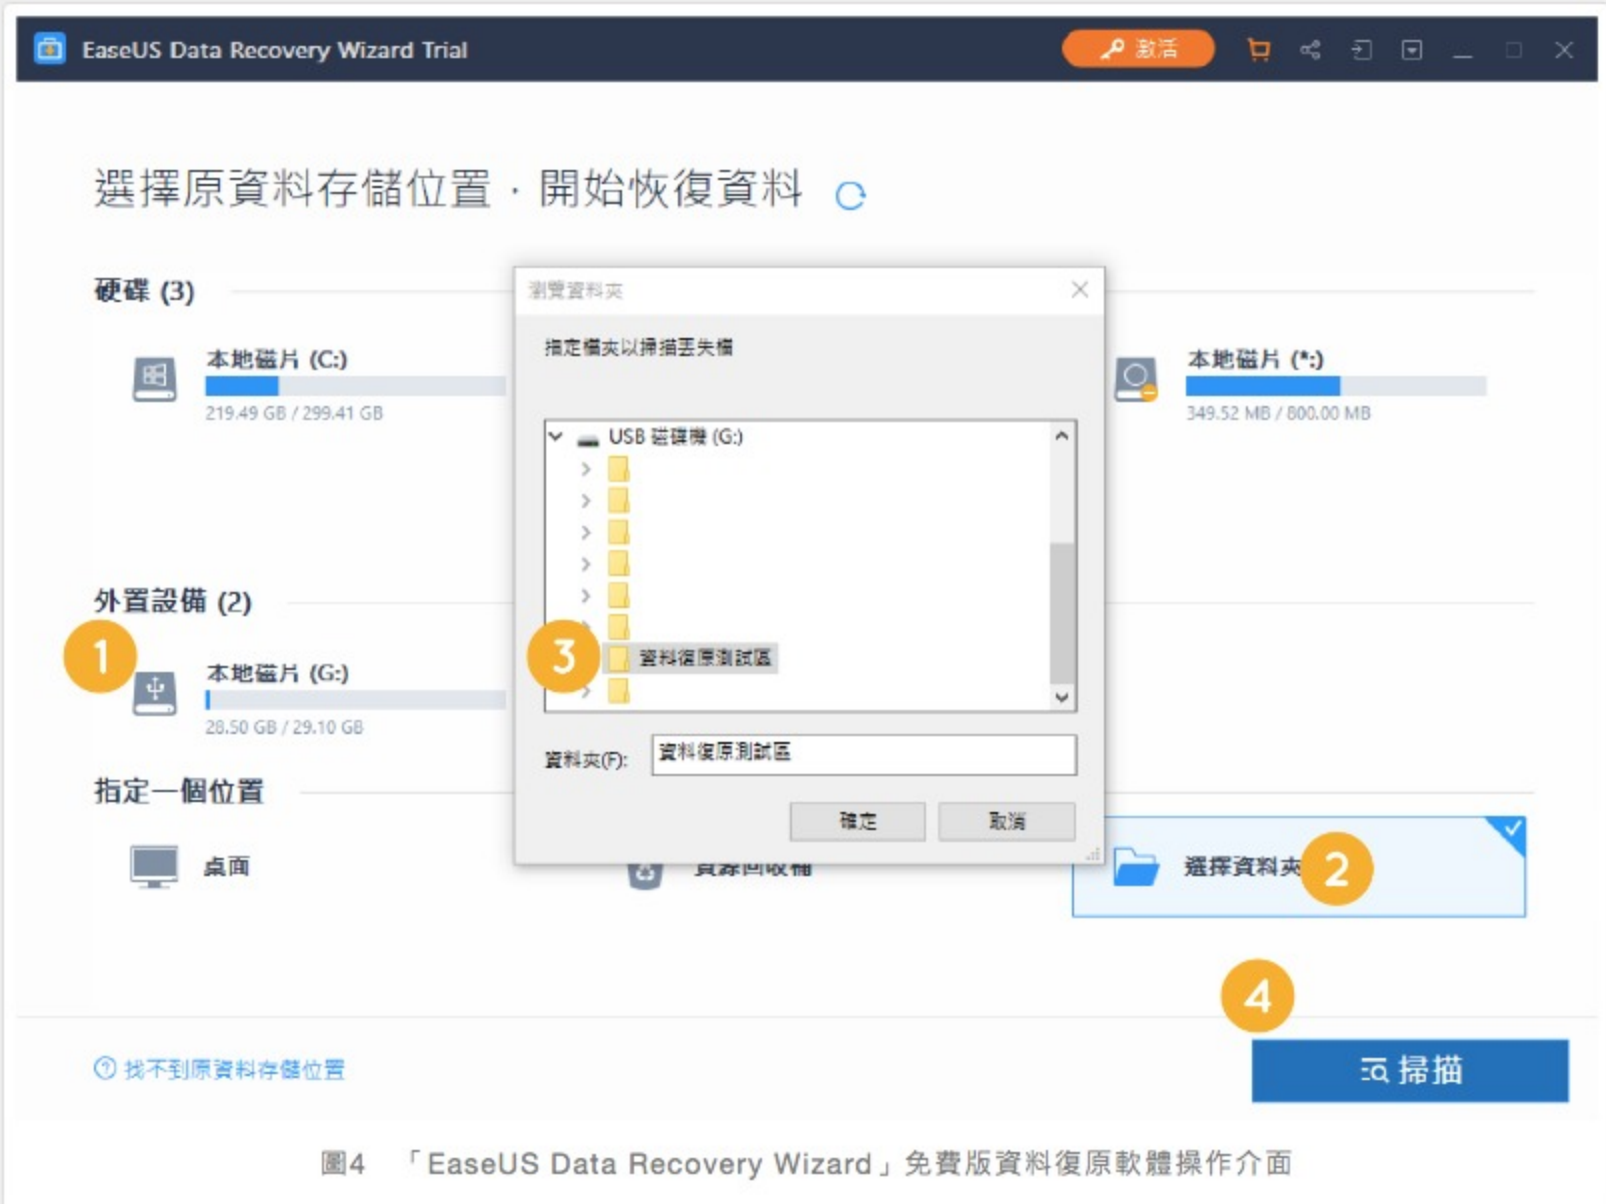 EaseUS Data Recovery Wizard Trial
激活
選擇原資料存儲位置，開始恢復資料
硬碟 (3)
本地磁片 (C:)
219.49 GB / 299.41 GB
本地磁片 (*:)
349.52 MB / 800.00 MB
瀏覽資料夾
指定檔夾以掃描丟失檔
USB 磁碟機 (G:)
資料復原測試區
資料夾(F):
資料復原測試區
確定
取消
外置設備 (2)
1
3
本地磁片 (G:)
28.50 GB / 29.10 GB
指定一個位置
桌面
資源回收桶
選擇資料夾
2
4
找不到原資料存儲位置
掃描
圖4 「EaseUS Data Recovery Wizard」免費版資料復原軟體操作介面